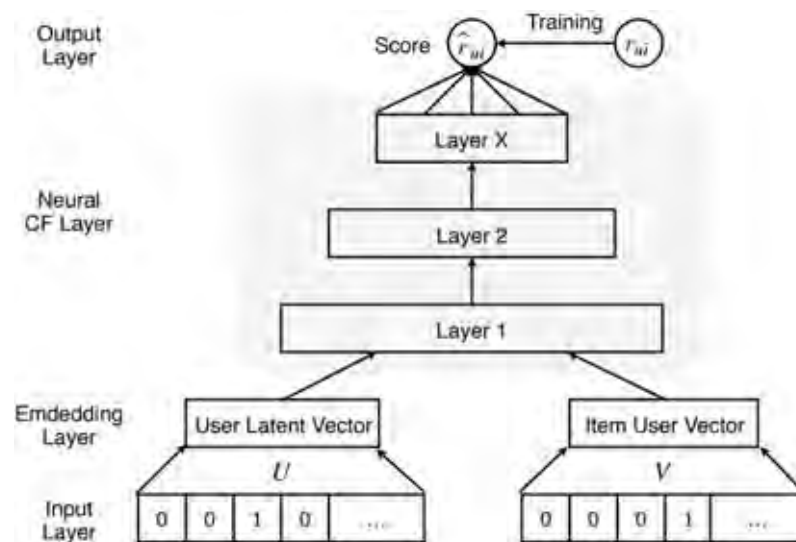 Output
Layer
Score
r̂ui
Training
rui
Layer X
Neural
CF Layer
Layer 2
Layer 1
Emdedding
Layer
User Latent Vector
Item User Vector
U
V
Input
Layer
0 0 1 0 ....
0 0 0 1 ...